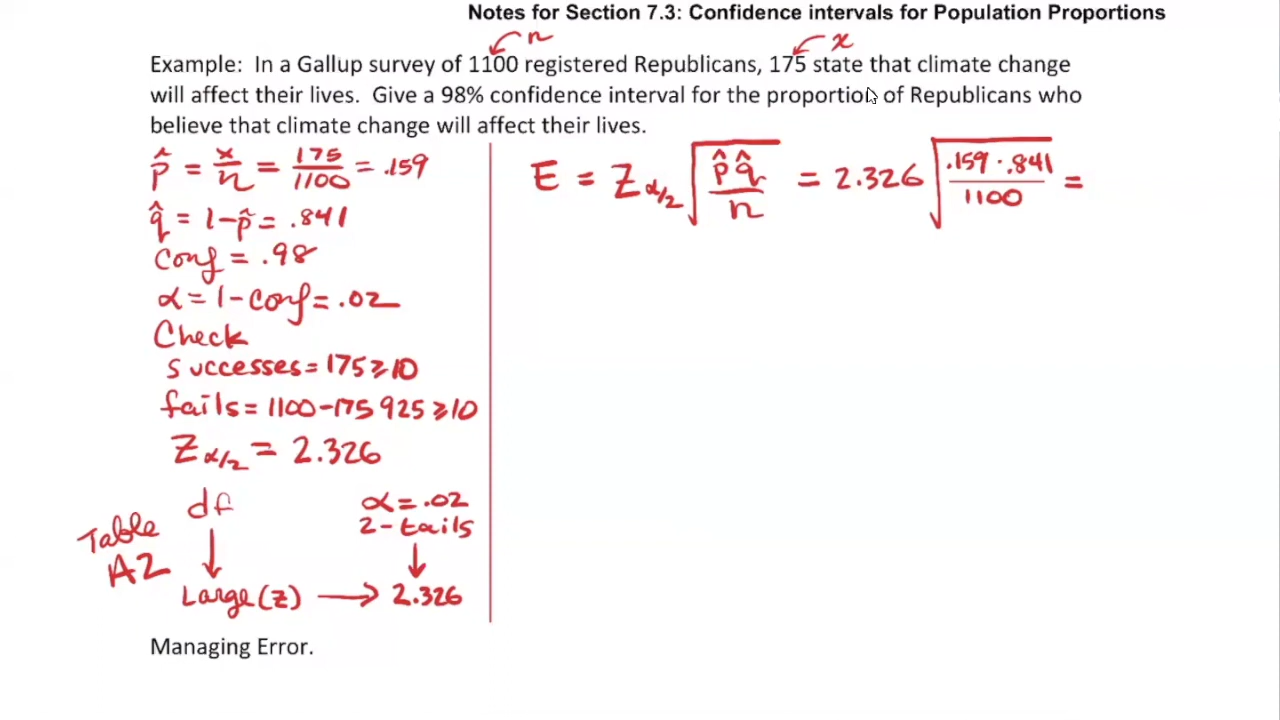 Notes for Section 7.3: Confidence intervals for Population Proportions
n x
Example: In a Gallup survey of 1100 registered Republicans, 175 state that climate change
will affect their lives. Give a 98% confidence interval for the proportion of Republicans who
believe that climate change will affect their lives.
p̂ = x/n = 175/1100 = .159
q̂ = 1-p̂ = .841
Conf = .98
α = 1-Conf = .02
Check
Successes = 175 ≥ 10
fails = 1100-175 925 ≥ 10
Z α/2 = 2.326
Table A2
df α = .02
2-tails
↓ ↓
Large(z) → 2.326
E = Z α/2 √(p̂q̂/n) = 2.326 √(.159 · .841/1100) =
Managing Error.